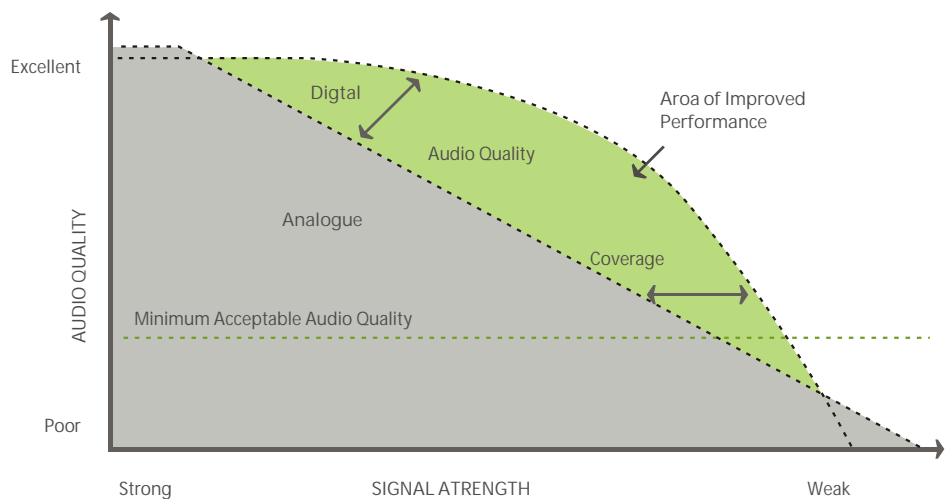 Excellent
Digtal
Aroa of Improved
Performance
Audio Quality
Analogue
Coverage
AUDIO QUALITY
Minimum Acceptable Audio Quality
Poor
Strong
SIGNAL ATRENGTH
Weak